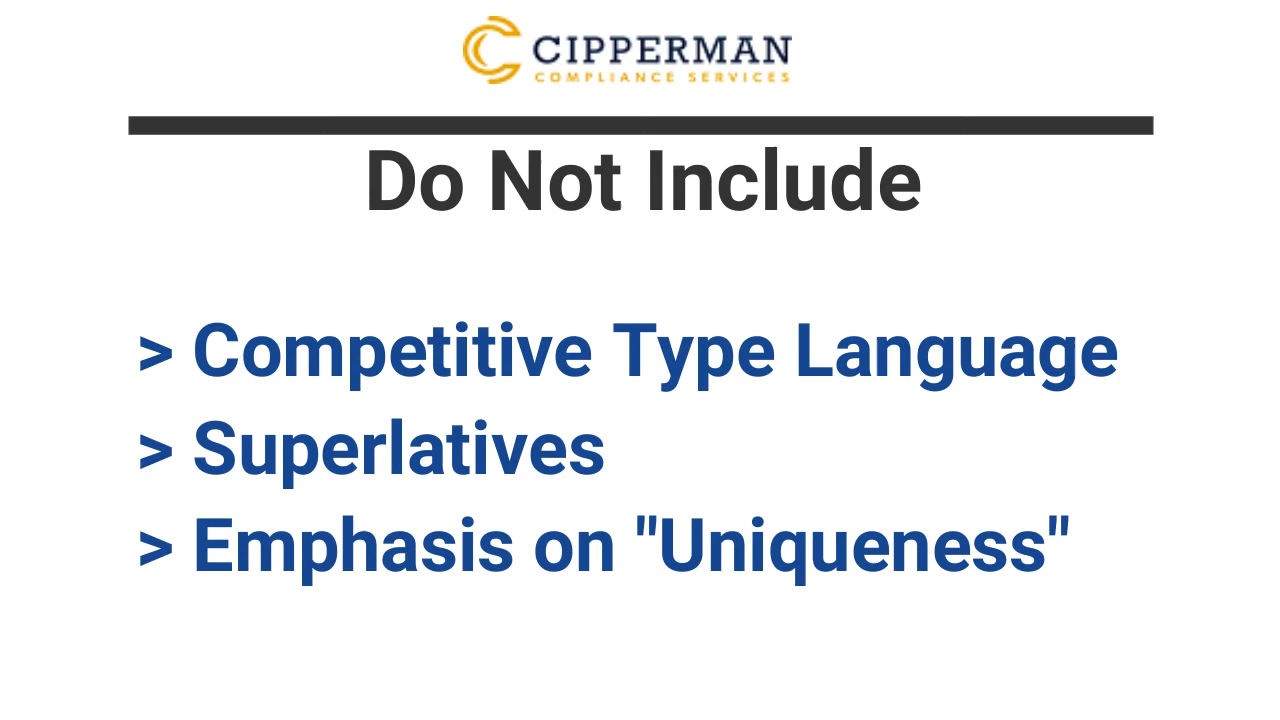 CIPPERMAN
COMPLIANCE SERVICES
Do Not Include
> Competitive Type Language
> Superlatives
> Emphasis on "Uniqueness"